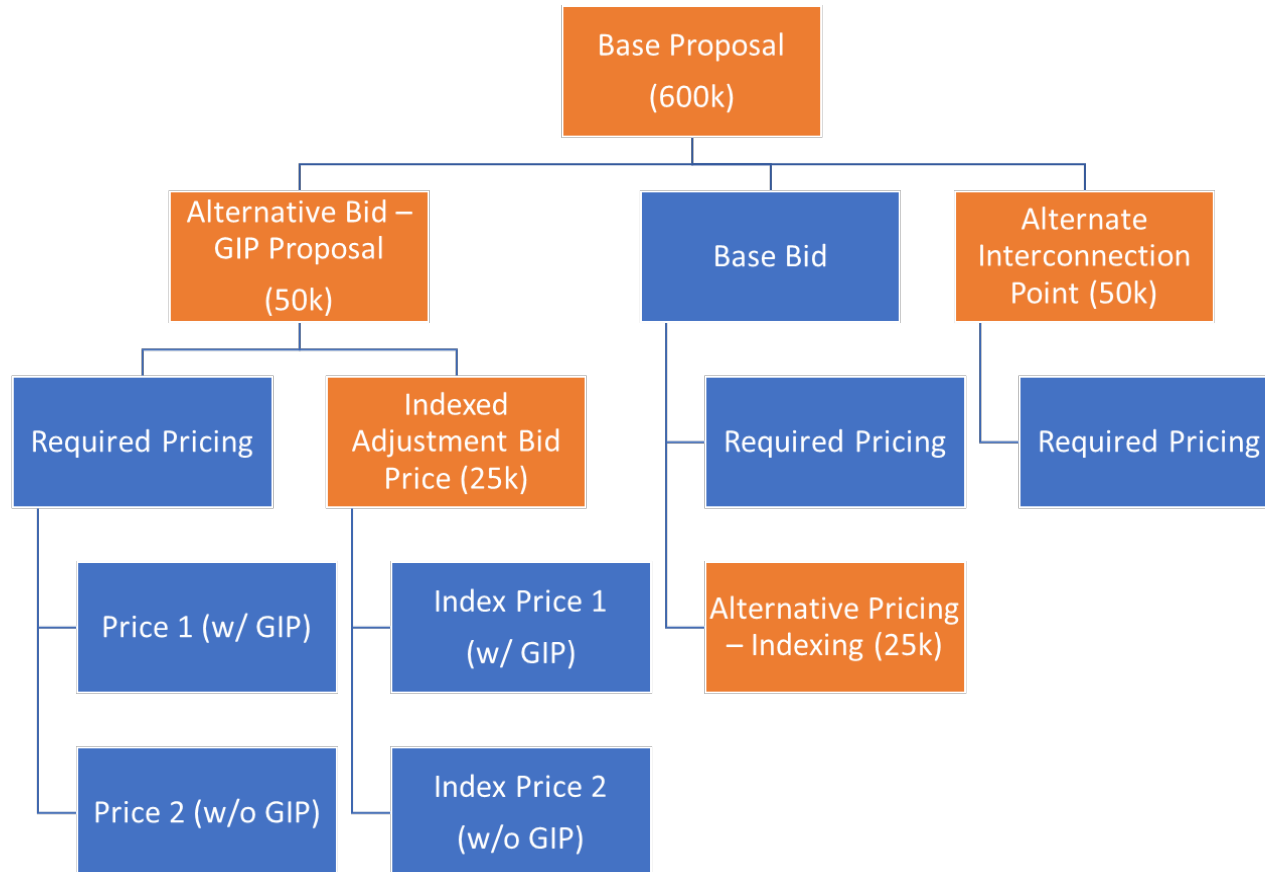 Base Proposal
(600k)
Alternative Bid –
GIP Proposal
(50k)
Base Bid
Alternate
Interconnection
Point (50k)
Required Pricing
Indexed
Adjustment Bid
Price (25k)
Required Pricing
Required Pricing
Price 1 (w/ GIP)
Index Price 1
(w/ GIP)
Alternative Pricing
– Indexing (25k)
Price 2 (w/o GIP)
Index Price 2
(w/o GIP)